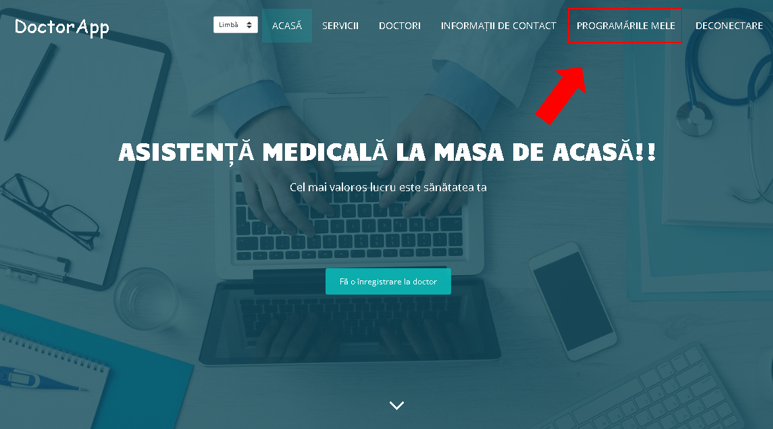 DoctorApp
Limbă
ACASĂ
SERVICII
DOCTORI
INFORMAȚII DE CONTACT
PROGRAMĂRILE MELE
DECONECTARE
ASISTENȚĂ MEDICALĂ LA MASA DE ACASĂ!!
Cel mai valoros lucru este sănătatea ta
Fă o înregistrare la doctor